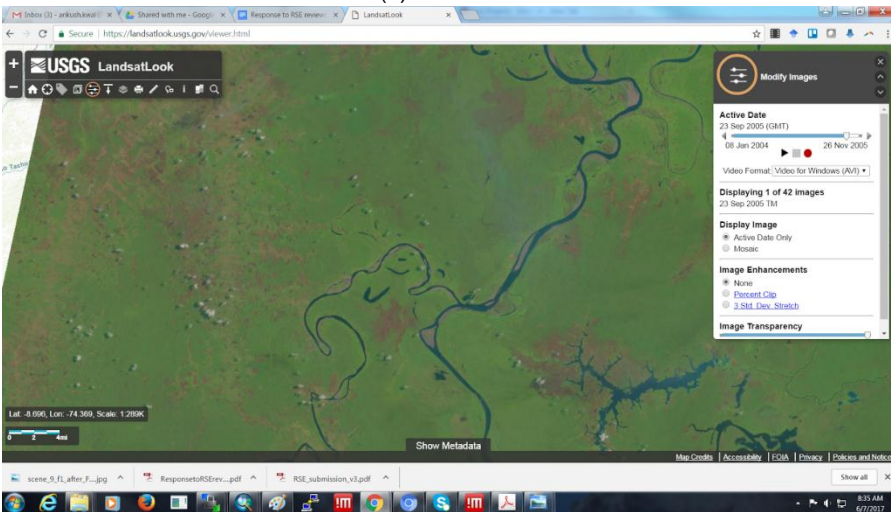 Inbox (3) - ankush.kwal
Shared with me - Google
Response to RSE reviewe
LandsatLook
Secure | https://landsatlook.usgs.gov/viewer.html
USGS LandsatLook
Modify Images
Active Date
23 Sep 2005 (GMT)
08 Jan 2004 26 Nov 2005
Video Format: Video for Windows (AVI)
Displaying 1 of 42 images
23 Sep 2005 TM
Display Image
Active Date Only
Mosaic
Image Enhancements
None
Percent Clip
3 Std. Dev. Stretch
Image Transparency
Lat: -8.696, Lon: -74.369, Scale: 1:289K
0 2 4mi
Show Metadata
Map Credits | Accessibility | FOIA | Privacy | Policies and Notice
scene_9_f1_after_F....jpg
ResponsetoRSErev....pdf
RSE_submission_v3.pdf
Show all
8:35 AM
6/7/2017